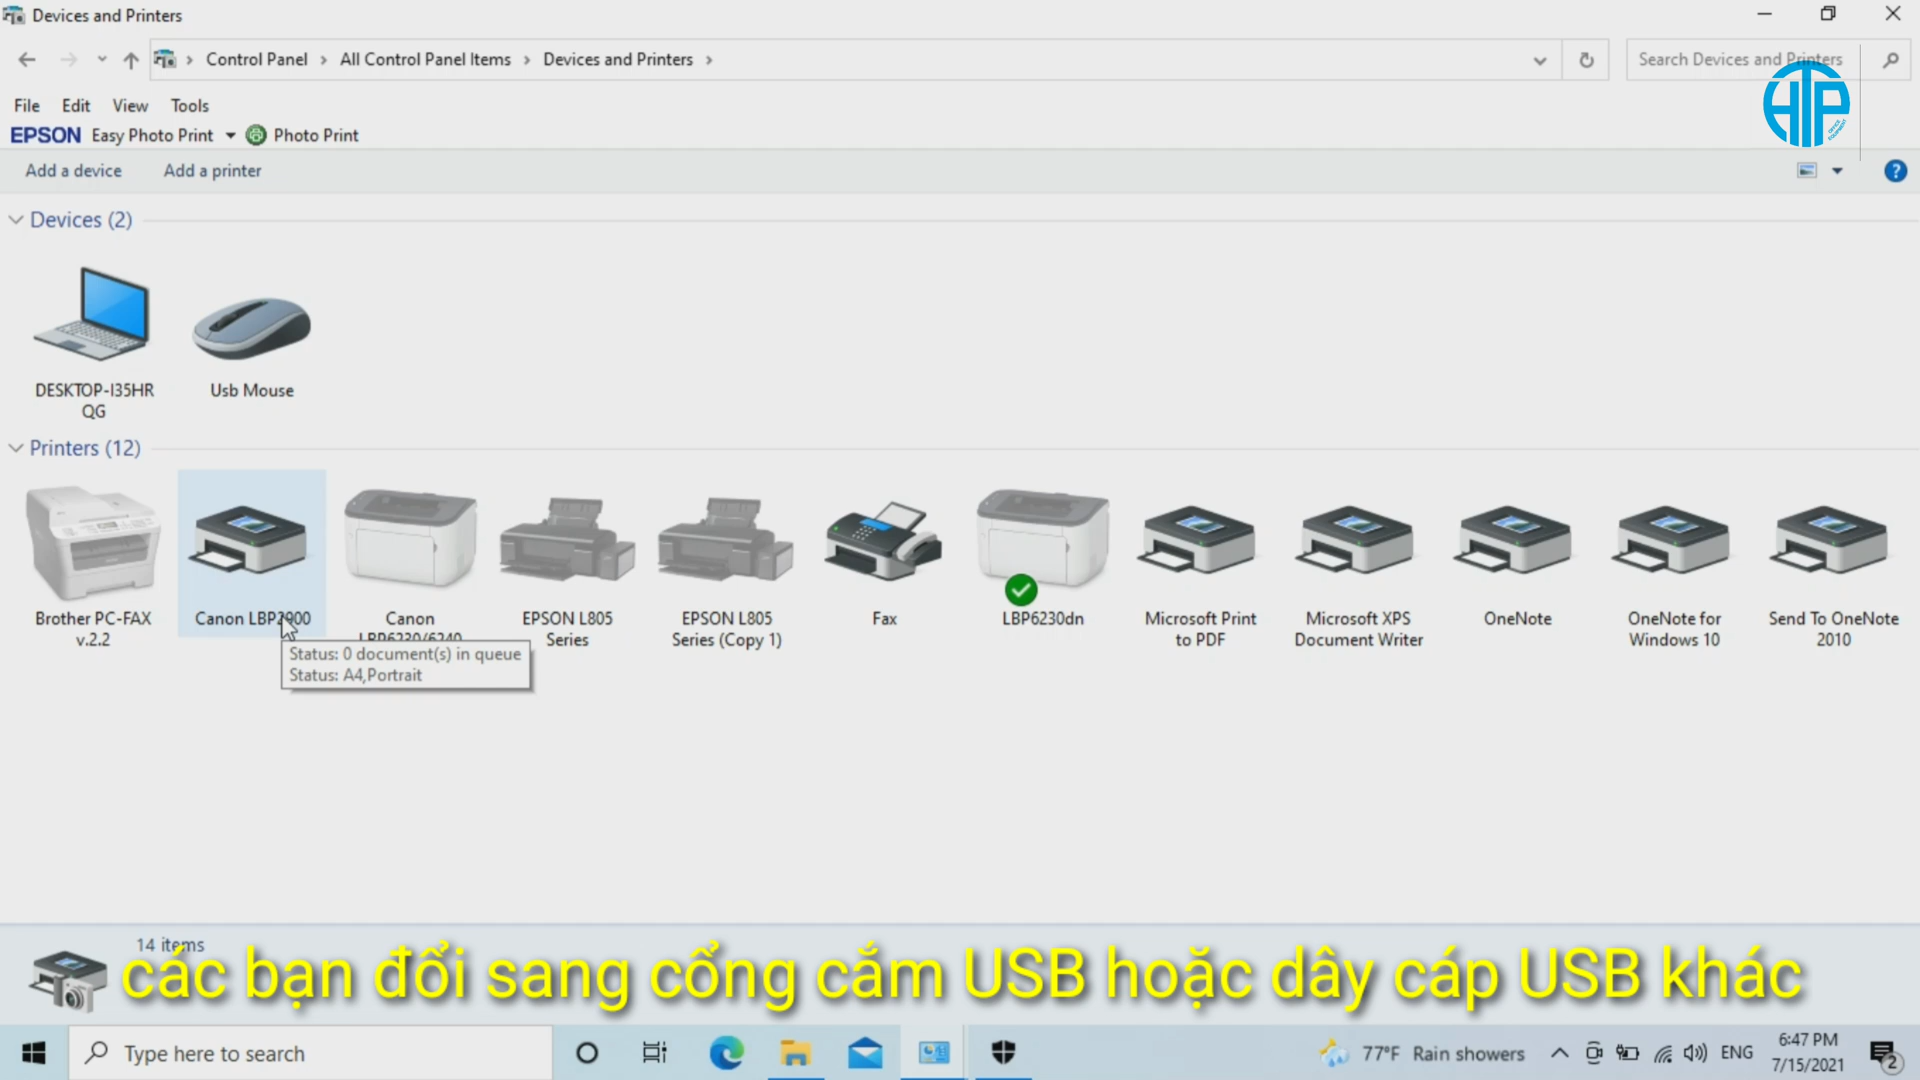 Devices and Printers
Control Panel > All Control Panel Items > Devices and Printers >
Search Devices and Printers
HTP
File Edit View Tools
EPSON Easy Photo Print Photo Print
Add a device Add a printer
Devices (2)
DESKTOP-I35HR
QG
Usb Mouse
Printers (12)
Brother PC-FAX
v.2.2
Canon LBP2900
Canon
LBP6230/6240
EPSON L805
Series
EPSON L805
Series (Copy 1)
Fax
LBP6230dn
Microsoft Print
to PDF
Microsoft XPS
Document Writer
OneNote
OneNote for
Windows 10
Send To OneNote
2010
Status: 0 document(s) in queue
Status: A4,Portrait
14 items
các bạn đổi sang cổng cắm USB hoặc dây cáp USB khác
Type here to search
77°F Rain showers
ENG
6:47 PM
7/15/2021
2